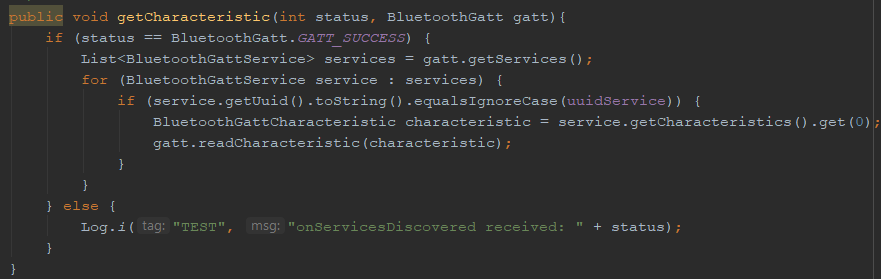 public void getCharacteristic(int status, BluetoothGatt gatt){
if (status == BluetoothGatt.GATT_SUCCESS) {
List<BluetoothGattService> services = gatt.getServices();
for (BluetoothGattService service : services) {
if (service.getUuid().toString().equalsIgnoreCase(uuidService)) {
BluetoothGattCharacteristic characteristic = service.getCharacteristics().get(0);
gatt.readCharacteristic(characteristic);
}
}
} else {
Log.i( tag: "TEST", msg: "onServicesDiscovered received: " + status);
}
}